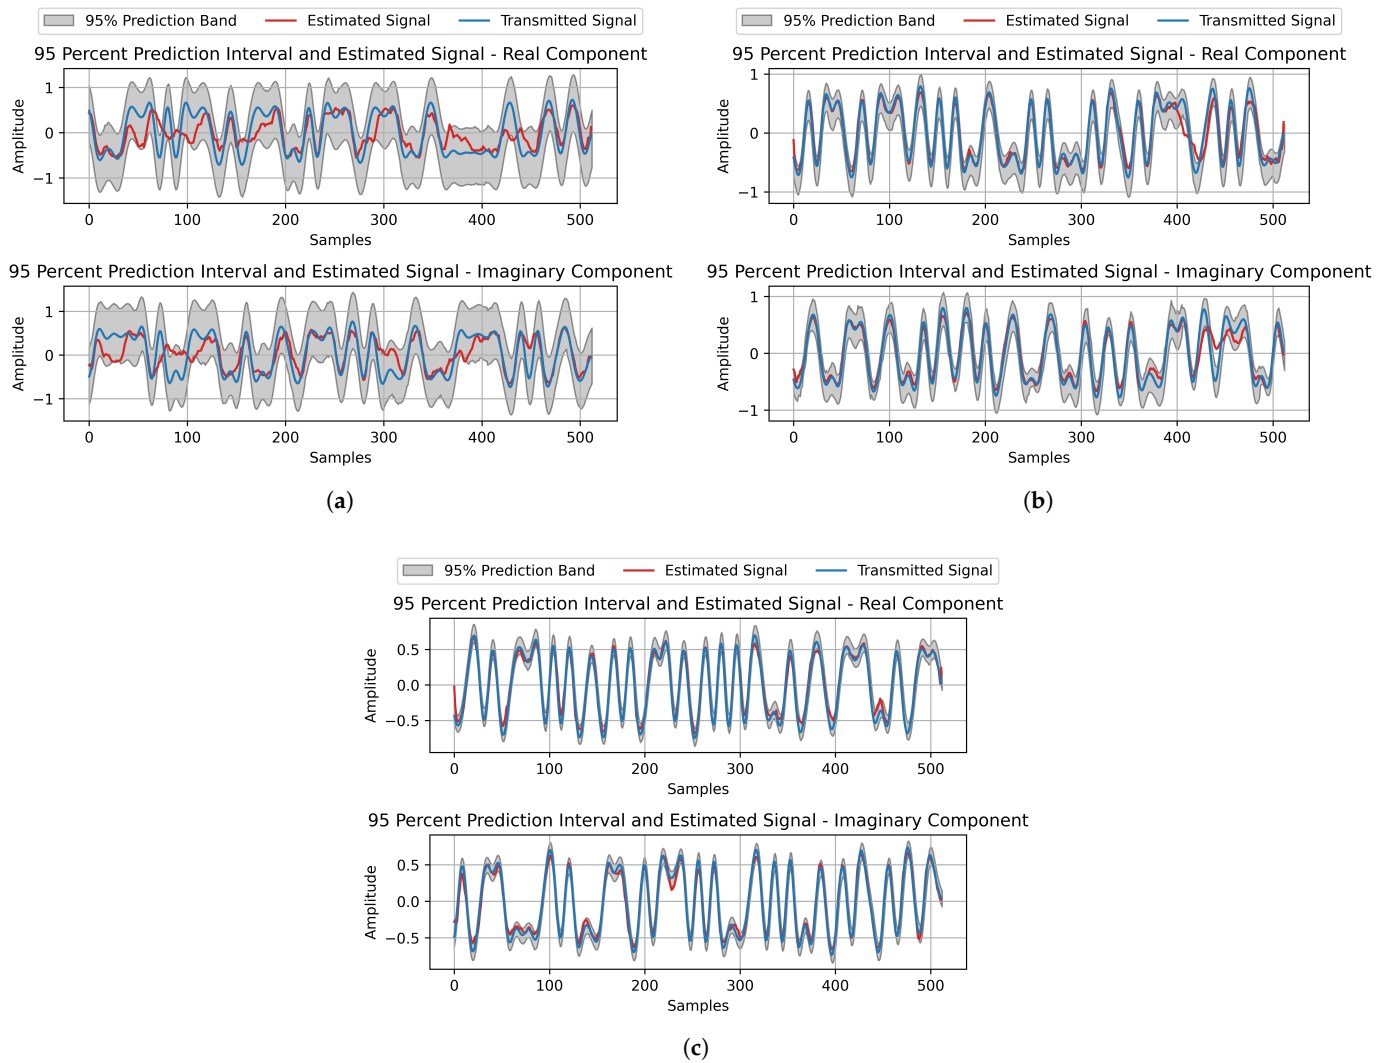 95% Prediction Band Estimated Signal Transmitted Signal
95 Percent Prediction Interval and Estimated Signal - Real Component
Amplitude
1
0
−1
0 100 200 300 400 500
Samples
95 Percent Prediction Interval and Estimated Signal - Imaginary Component
Amplitude
1
0
−1
0 100 200 300 400 500
Samples
(a)
95% Prediction Band Estimated Signal Transmitted Signal
95 Percent Prediction Interval and Estimated Signal - Real Component
Amplitude
1
0
1
0 100 200 300 400 500
Samples
95 Percent Prediction Interval and Estimated Signal - Imaginary Component
Amplitude
1
0
−1
0 100 200 300 400 500
Samples
(b)
95% Prediction Band Estimated Signal Transmitted Signal
95 Percent Prediction Interval and Estimated Signal - Real Component
Amplitude
0.5
0.0
−0.5
0 100 200 300 400 500
Samples
95 Percent Prediction Interval and Estimated Signal - Imaginary Component
Amplitude
0.5
0.0
−0.5
0 100 200 300 400 500
Samples
(c)